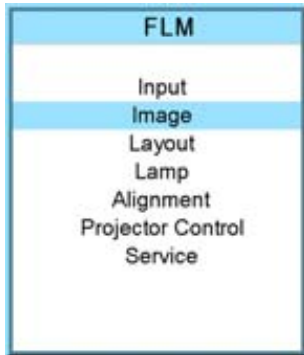 FLM
Input
Image
Layout
Lamp
Alignment
Projector Control
Service